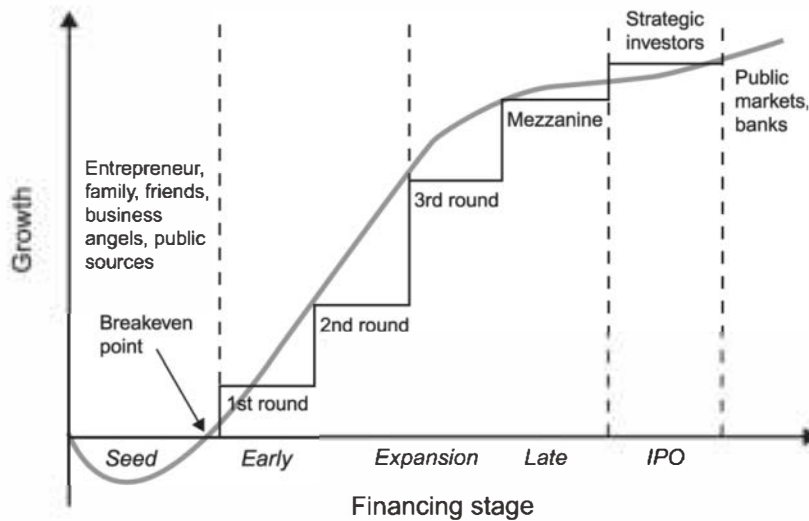 Strategic
investors
Public
markets,
banks
Mezzanine
Entrepreneur,
family, friends,
business
angels, public
sources
3rd round
Growth
2nd round
Breakeven
point
1st round
Seed
Early
Expansion
Late
IPO
Financing stage